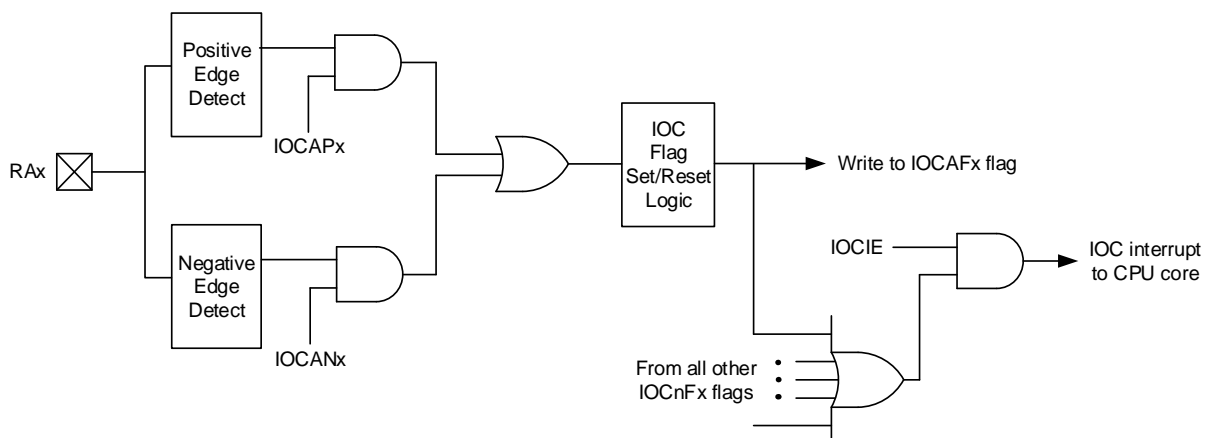 Positive
Edge
Detect
IOCAPx
RAx
IOC
Flag
Set/Reset
Logic
Write to IOCAFx flag
Negative
Edge
Detect
IOCANx
IOCIE
IOC interrupt
to CPU core
From all other
IOCnFx flags